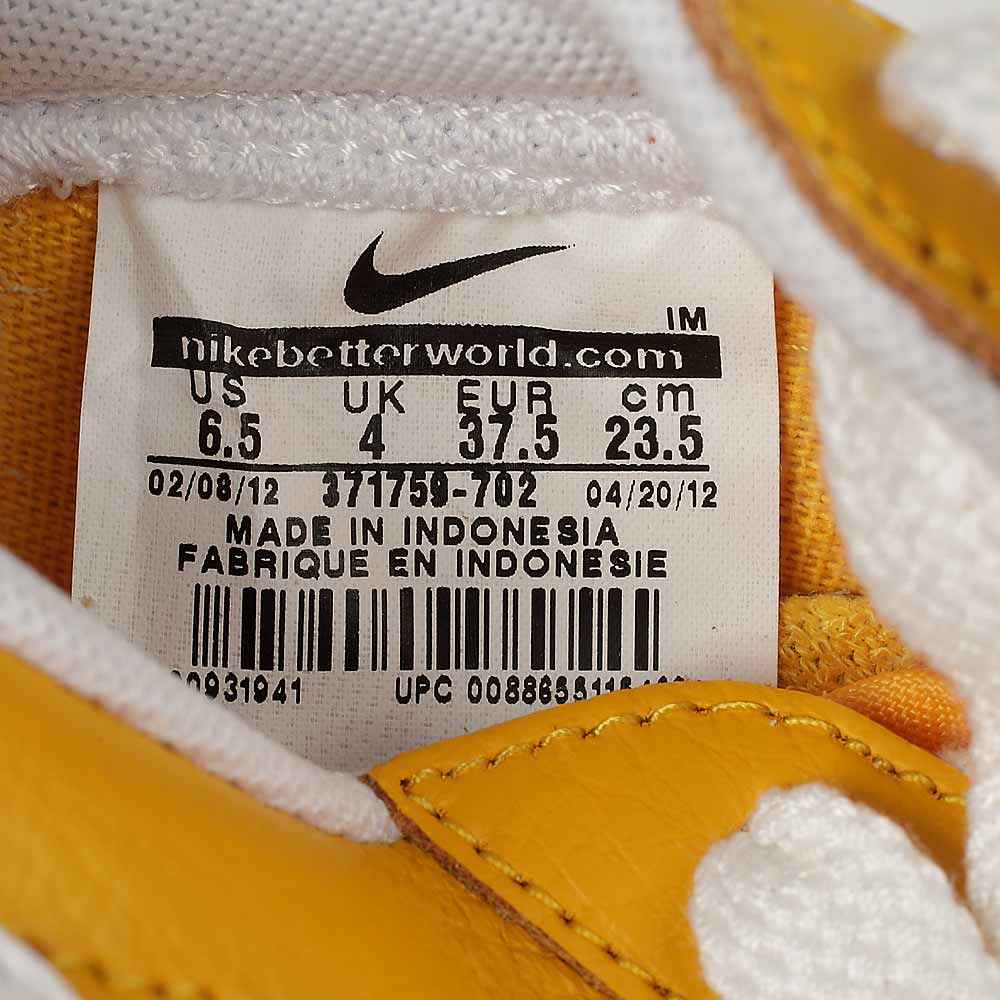 IM
nikebetterworld.com
US UK EUR cm
6.5 4 37.5 23.5
02/08/12 371759-702 04/20/12
MADE IN INDONESIA
FABRIQUE EN INDONESIE
UPC